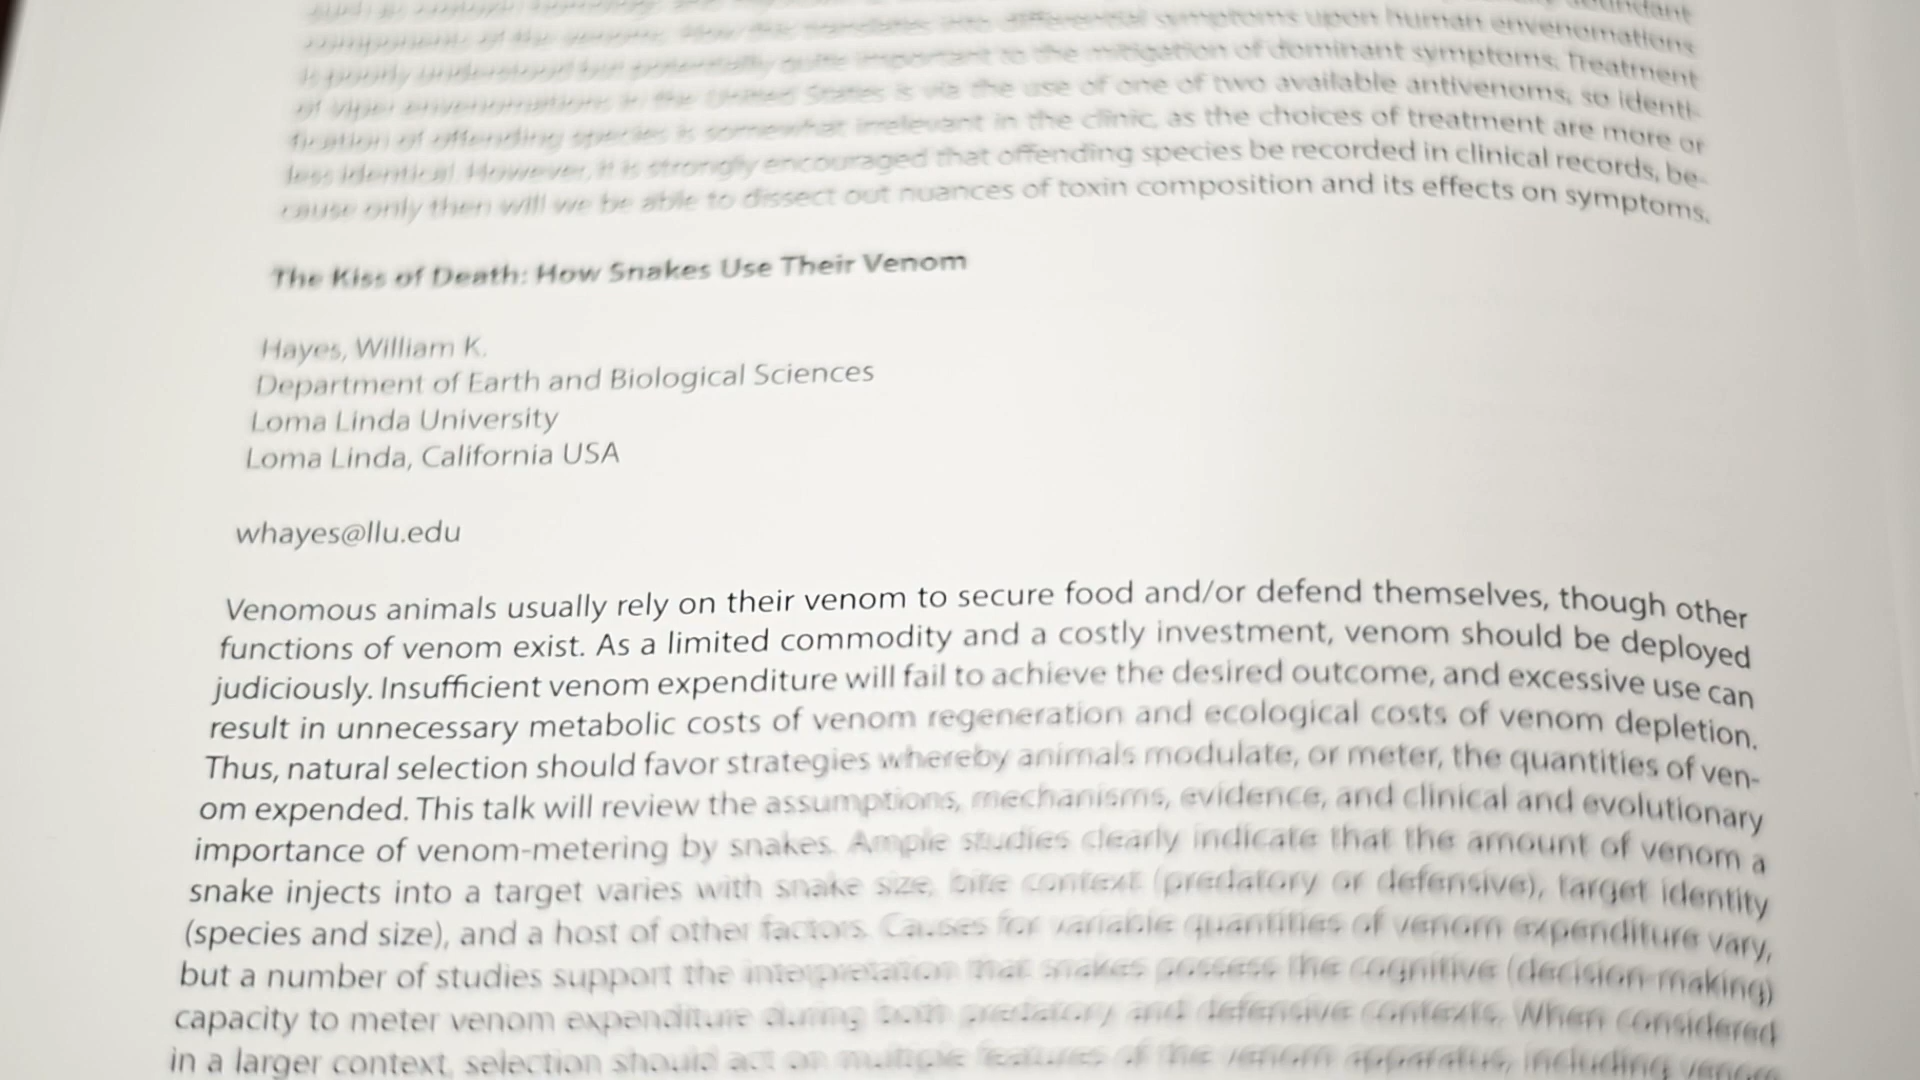 undant
components of the venoms. How this translates into differential symptoms upon human envenomations
is poorly understood but potentially quite important to the mitigation of dominant symptoms. Treatment
of viper envenomations in the United States is via the use of one of two available antivenoms, so identi-
fication of offending species is somewhat irrelevant in the clinic, as the choices of treatment are more or
less identical. However, it is strongly encouraged that offending species be recorded in clinical records, be-
cause only then will we be able to dissect out nuances of toxin composition and its effects on symptoms.
The Kiss of Death: How Snakes Use Their Venom
Hayes, William K.
Department of Earth and Biological Sciences
Loma Linda University
Loma Linda, California USA
whayes@llu.edu
Venomous animals usually rely on their venom to secure food and/or defend themselves, though other
functions of venom exist. As a limited commodity and a costly investment, venom should be deployed
judiciously. Insufficient venom expenditure will fail to achieve the desired outcome, and excessive use can
result in unnecessary metabolic costs of venom regeneration and ecological costs of venom depletion.
Thus, natural selection should favor strategies whereby animals modulate, or meter, the quantities of ven-
om expended. This talk will review the assumptions, mechanisms, evidence, and clinical and evolutionary
importance of venom-metering by snakes. Ample studies clearly indicate that the amount of venom a
snake injects into a target varies with snake size, bite context (predatory or defensive), target identity
(species and size), and a host of other factors. Causes for variable quantities of venom expenditure vary,
but a number of studies support the interpretation that snakes possess the cognitive (decision-making)
capacity to meter venom expenditure during both predatory and defensive contexts. When considered
in a larger context, selection should act on multiple features of the venom apparatus, including venom